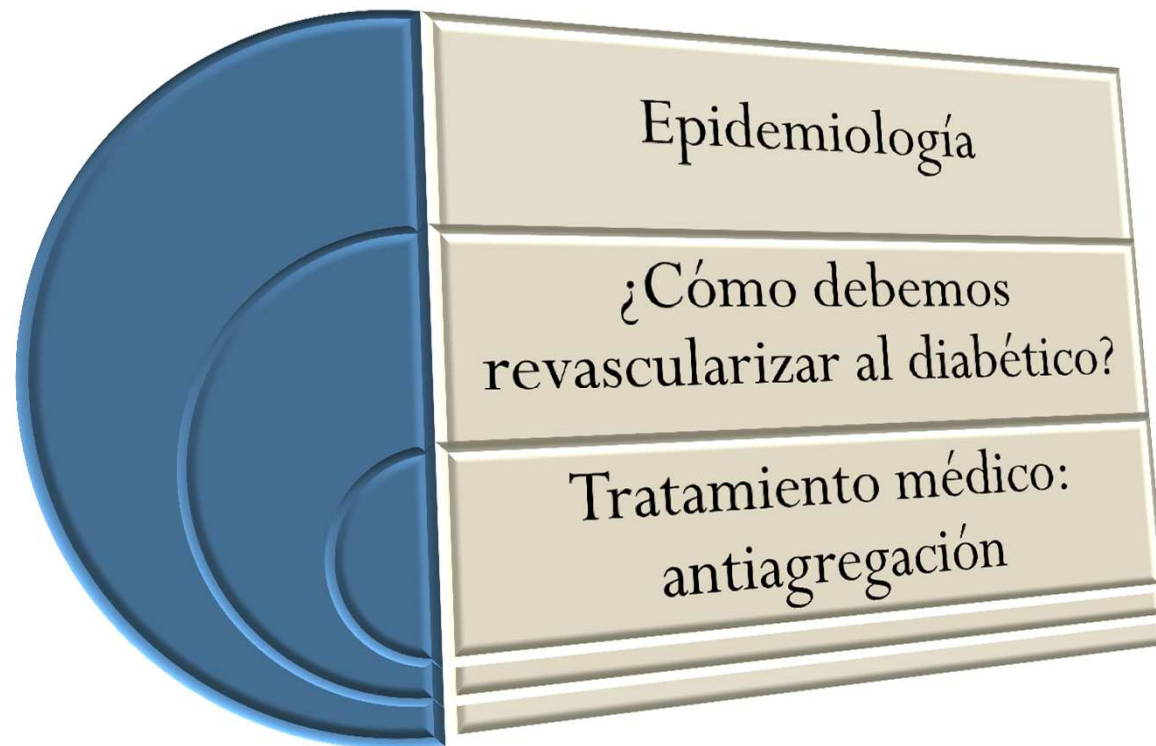 Epidemiología
¿Cómo debemos
revascularizar al diabético?
Tratamiento médico:
antiagregación